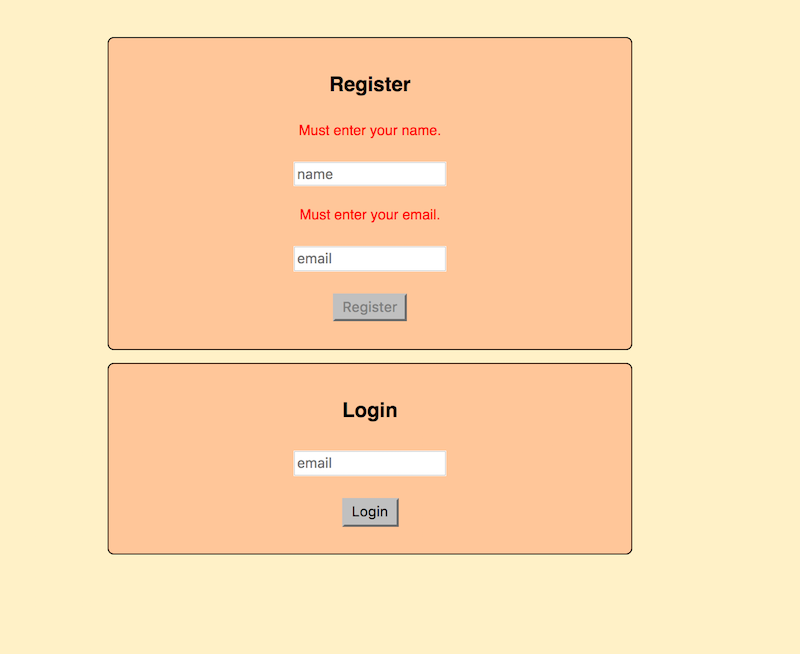 Register
Must enter your name.
name
Must enter your email.
email
Register
Login
email
Login